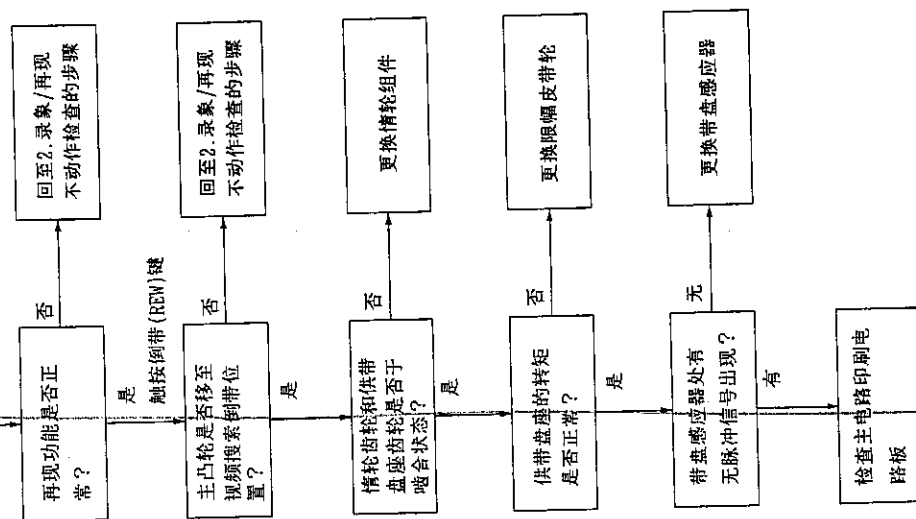 再现功能是否正
常？
否
回至2.录象/再现
不动作检查的步骤
是
触按倒带(REW)键
主凸轮是否移至
视频搜索倒带位
置？
否
回至2.录象/再现
不动作检查的步骤
是
惰轮齿轮和供带
盘座齿轮是否于
啮合状态？
否
更换惰轮组件
是
供带盘座的转矩
是否正常？
否
更换限幅皮带轮
是
带盘感应器处有
无脉冲信号出现？
无
更换带盘感应器
有
检查主电路印刷电
路板